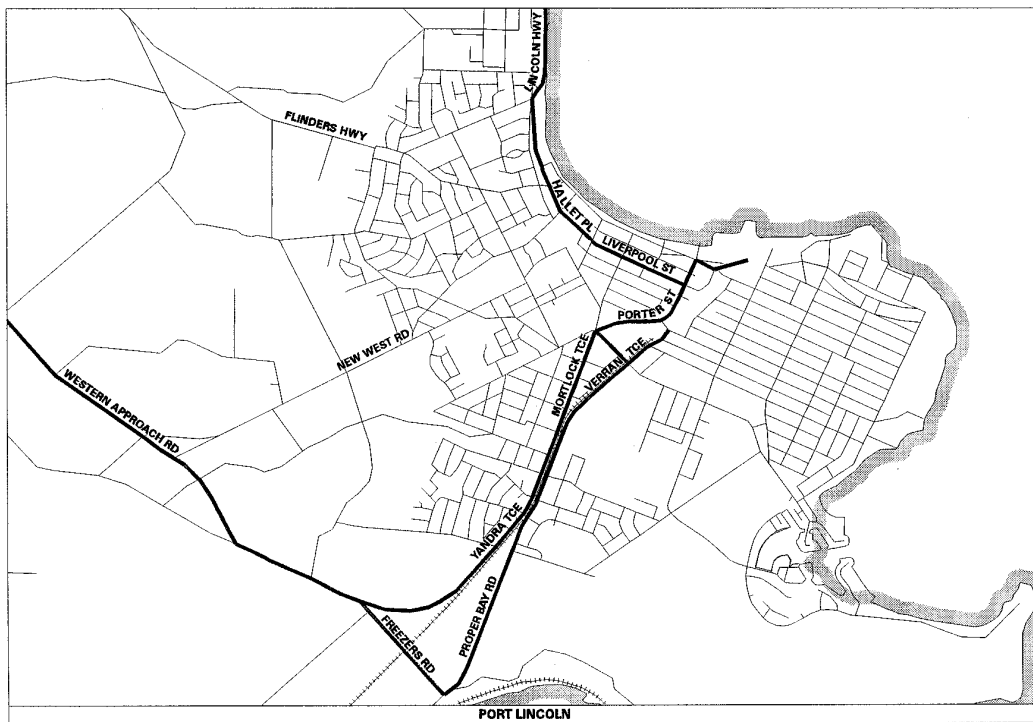 LINCOLN HWY
FLINDERS HWY
HALLET PL
LIVERPOOL ST
PORTER ST
NEW WEST RD
MORTLOCK TCE
VERRAN TCE
WESTERN APPROACH RD
YANDRA TCE
PROPER BAY RD
FREEZERS RD
PORT LINCOLN